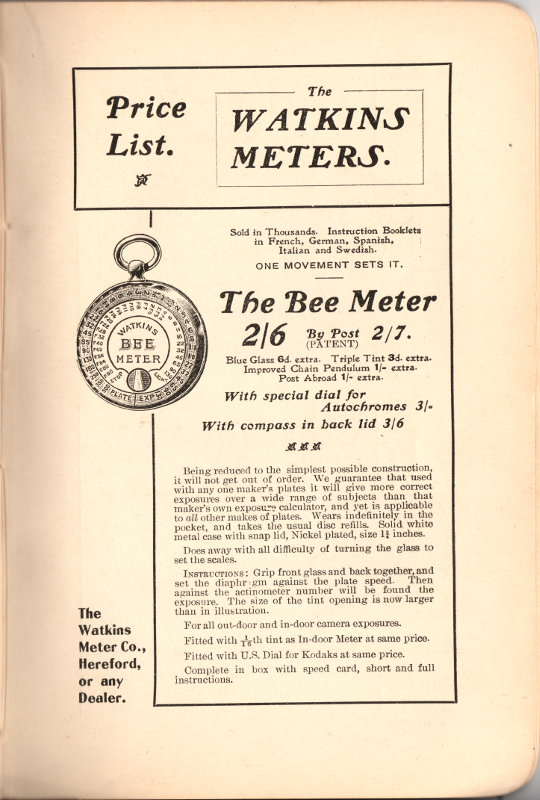 Price
List.
The
WATKINS
METERS.
Sold in Thousands. Instruction Booklets
in French, German, Spanish,
Italian and Swedish.
ONE MOVEMENT SETS IT.
WATKINS
BEE
METER
STOP
PLATE
EXP
The Bee Meter
2/6 By Post 2/7.
(PATENT)
Blue Glass 6d. extra. Triple Tint 3d. extra.
Improved Chain Pendulum 1/- extra.
Post Abroad 1/- extra.
With special dial for
Autochromes 3/-
With compass in back lid 3/6
Being reduced to the simplest possible construction,
it will not get out of order. We guarantee that used
with any one maker's plates it will give more correct
exposures over a wide range of subjects than that
maker's own exposure calculator, and yet is applicable
to all other makes of plates. Wears indefinitely in the
pocket, and takes the usual disc refills. Solid white
metal case with snap lid, Nickel plated, size 1¾ inches.
Does away with all difficulty of turning the glass to
set the scales.
INSTRUCTIONS: Grip front glass and back together, and
set the diaphragm against the plate speed. Then
against the actinometer number will be found the
exposure. The size of the tint opening is now larger
than in illustration.
For all out-door and in-door camera exposures.
Fitted with 1/16th tint as In-door Meter at same price.
Fitted with U.S. Dial for Kodaks at same price.
Complete in box with speed card, short and full
instructions.
The
Watkins
Meter Co.,
Hereford,
or any
Dealer.